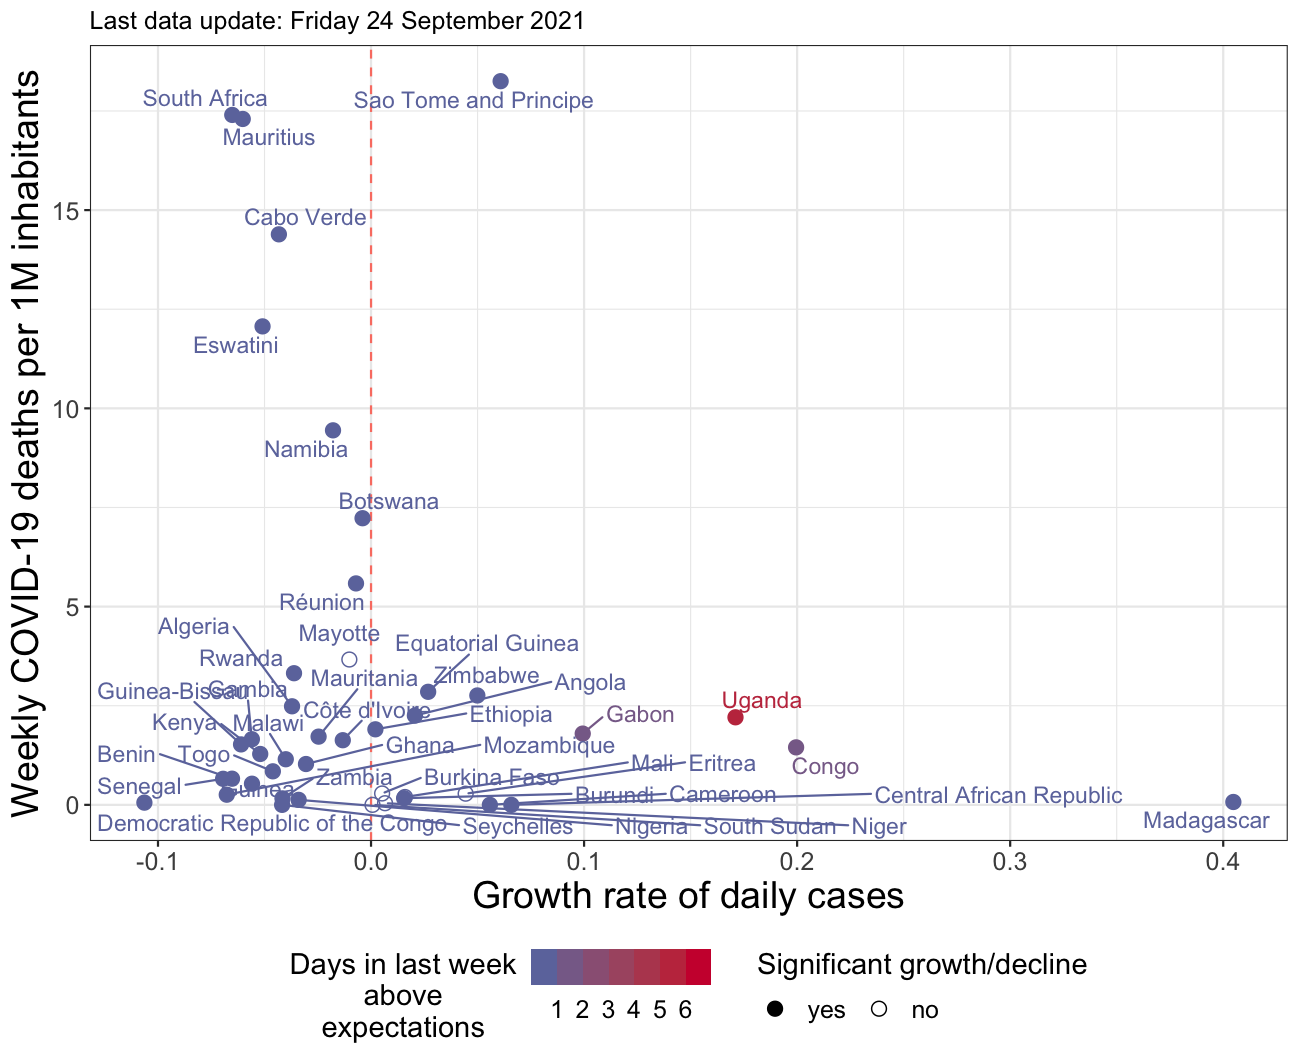 Last data update: Friday 24 September 2021
Weekly COVID-19 deaths per 1M inhabitants
15
10
5
0
South Africa
Sao Tome and Principe
Mauritius
Cabo Verde
Eswatini
Namibia
Botswana
Réunion
Algeria
Mayotte
Equatorial Guinea
Rwanda
Mauritania
Zimbabwe
Angola
Guinea-Bissau
Gambia
Uganda
Côte d'Ivoire
Ethiopia
Gabon
Kenya
Malawi
Ghana
Mozambique
Benin
Togo
Mali
Eritrea
Congo
Zambia
Burkina Faso
Senegal
Guinea
Burundi
Cameroon
Central African Republic
Madagascar
Democratic Republic of the Congo
Seychelles
Nigeria
South Sudan
Niger
-0.1
0.0
0.1
0.2
0.3
0.4
Growth rate of daily cases
Days in last week
above
expectations
1 2 3 4 5 6
Significant growth/decline
yes
no